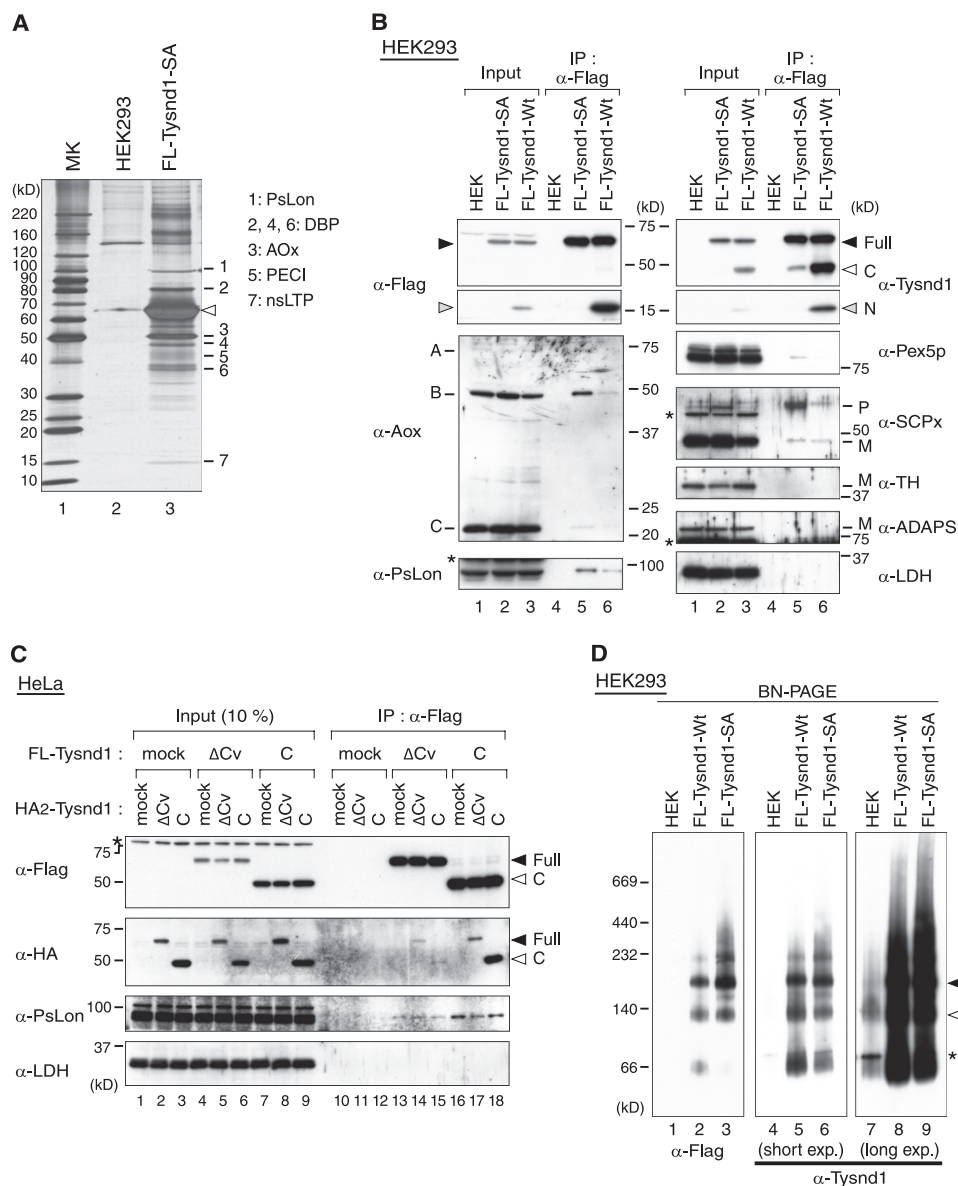 A
MK
HEK293
FL-Tysnd1-SA
(kD)
220
160
120
100
90
80
70
60
50
40
30
25
20
15
10
1
2
3
4
5
6
7
1 2 3
1: PsLon
2, 4, 6: DBP
3: AOx
5: PECI
7: nsLTP
B
HEK293
Input
IP :
α-Flag
HEK
FL-Tysnd1-SA
FL-Tysnd1-Wt
HEK
FL-Tysnd1-SA
FL-Tysnd1-Wt
(kD)
α-Flag
75
50
15
α-Aox
A
B
C
75
50
37
25
20
*
α-PsLon
100
1 2 3 4 5 6
Input
IP :
α-Flag
HEK
FL-Tysnd1-SA
FL-Tysnd1-Wt
HEK
FL-Tysnd1-SA
FL-Tysnd1-Wt
(kD)
Full
C
α-Tysnd1
N
α-Pex5p
75
*
P
α-SCPx
50
M
M
α-TH
37
M
α-ADAPS
75
*
37
α-LDH
1 2 3 4 5 6
C
HeLa
Input (10 %)
IP : α-Flag
FL-Tysnd1 : mock ΔCv C mock ΔCv C
HA2-Tysnd1 : mock ΔCv C mock ΔCv C mock ΔCv C mock ΔCv C mock ΔCv C mock ΔCv C
*
75
α-Flag
50
Full
C
75
α-HA
50
Full
C
α-PsLon
100
37
α-LDH
(kD)
1 2 3 4 5 6 7 8 9 10 11 12 13 14 15 16 17 18
D
HEK293
BN-PAGE
HEK
FL-Tysnd1-Wt
FL-Tysnd1-SA
HEK
FL-Tysnd1-Wt
FL-Tysnd1-SA
HEK
FL-Tysnd1-Wt
FL-Tysnd1-SA
669
440
232
140
66
(kD)
*
1 2 3 4 5 6 7 8 9
α-Flag
(short exp.) (long exp.)
α-Tysnd1